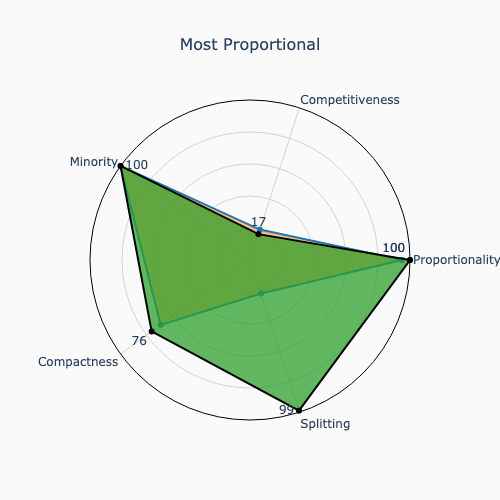 Most Proportional
Competitiveness
Minority
100
17
100
Proportionality
76
Compactness
99
Splitting